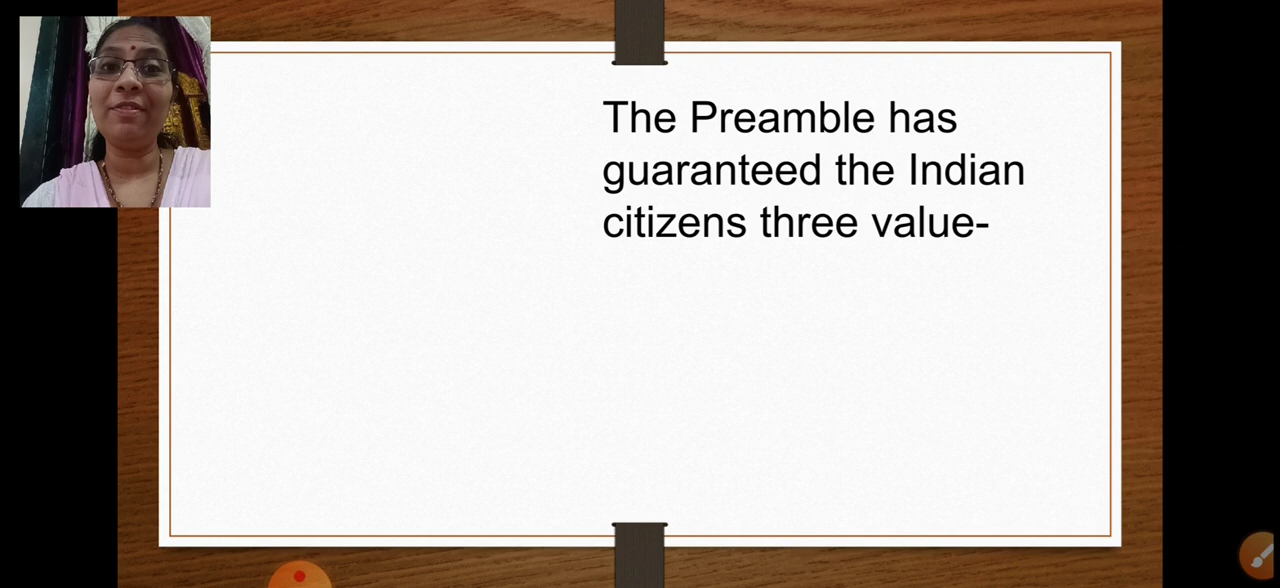 The Preamble has
guaranteed the Indian
citizens three value-